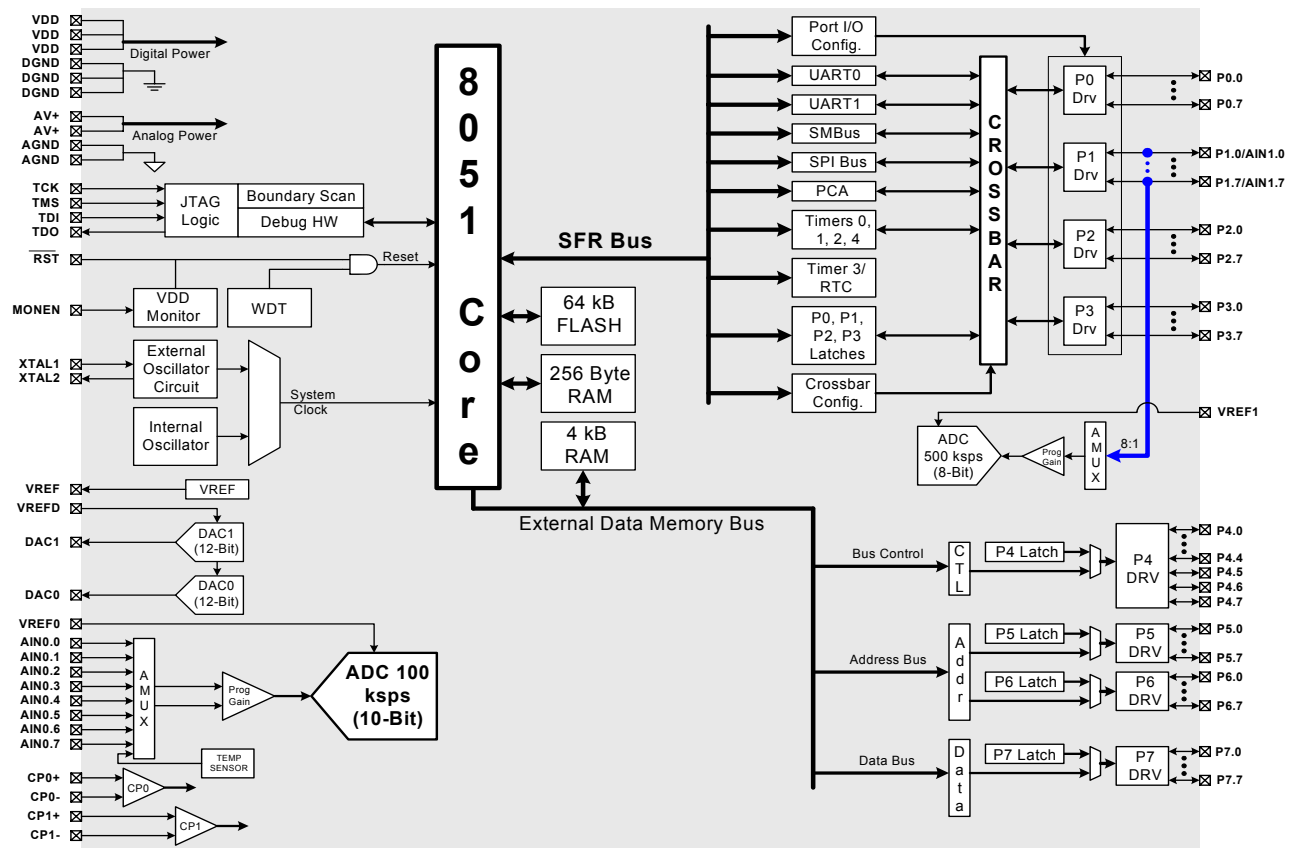 VDD
VDD
VDD
DGND
DGND
DGND
Digital Power
AV+
AV+
AGND
AGND
Analog Power
TCK
TMS
TDI
TDO
JTAG
Logic
Boundary Scan
Debug HW
RST
Reset
MONEN
VDD
Monitor
WDT
XTAL1
XTAL2
External
Oscillator
Circuit
Internal
Oscillator
System
Clock
VREF
VREF
VREFD
DAC1
DAC1
(12-Bit)
DAC0
DAC0
(12-Bit)
VREF0
AIN0.0
AIN0.1
AIN0.2
AIN0.3
AIN0.4
AIN0.5
AIN0.6
AIN0.7
A
M
U
X
Prog
Gain
ADC 100
ksps
(10-Bit)
TEMP
SENSOR
CP0+
CP0-
CP0
CP1+
CP1-
CP1
8
0
5
1
C
o
r
e
SFR Bus
64 kB
FLASH
256 Byte
RAM
4 kB
RAM
External Data Memory Bus
Port I/O
Config.
UART0
UART1
SMBus
SPI Bus
PCA
Timers 0,
1, 2, 4
Timer 3/
RTC
P0, P1,
P2, P3
Latches
Crossbar
Config.
C
R
O
S
S
B
A
R
P0
Drv
P1
Drv
P2
Drv
P3
Drv
P0.0
P0.7
P1.0/AIN1.0
P1.7/AIN1.7
P2.0
P2.7
P3.0
P3.7
VREF1
ADC
500 ksps
(8-Bit)
Prog
Gain
A
M
U
X
8:1
Bus Control
C
T
L
P4 Latch
P4
DRV
P4.0
P4.4
P4.5
P4.6
P4.7
Address Bus
A
d
d
r
P5 Latch
P5
DRV
P5.0
P5.7
P6 Latch
P6
DRV
P6.0
P6.7
Data Bus
D
a
t
a
P7 Latch
P7
DRV
P7.0
P7.7